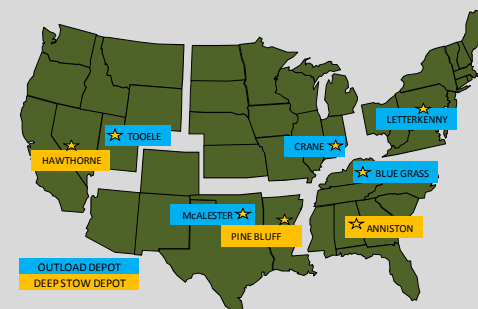 LETTERKENNY
TOOELE
CRANE
HAWTHORNE
BLUE GRASS
McALESTER
ANNISTON
PINE BLUFF
OUTLOAD DEPOT
DEEP STOW DEPOT